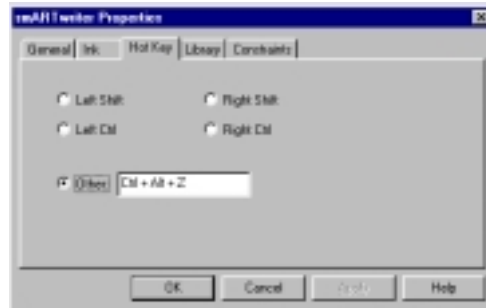 smARTwriter Properties
General Ink Hot Key Library Constraints
Left Shift Right Shift
Left Ctrl Right Ctrl
Other Ctrl + Alt + Z
OK Cancel Apply Help